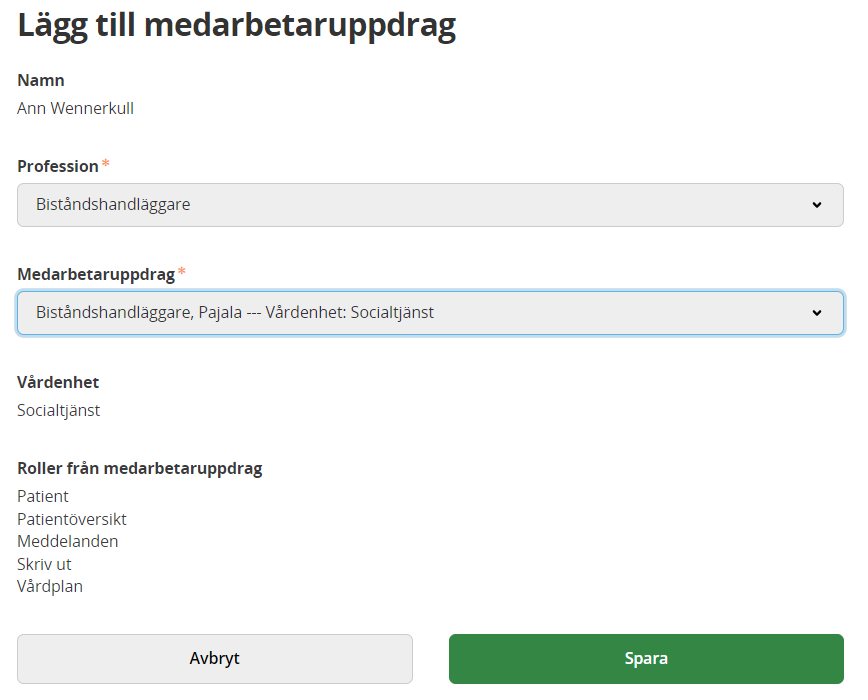 Lägg till medarbetaruppdrag
Namn
Ann Wennerkull
Profession *
Biståndshandläggare
Medarbetaruppdrag *
Biståndshandläggare, Pajala --- Vårdenhet: Socialtjänst
Vårdenhet
Socialtjänst
Roller från medarbetaruppdrag
Patient
Patientöversikt
Meddelanden
Skriv ut
Vårdplan
Avbryt
Spara